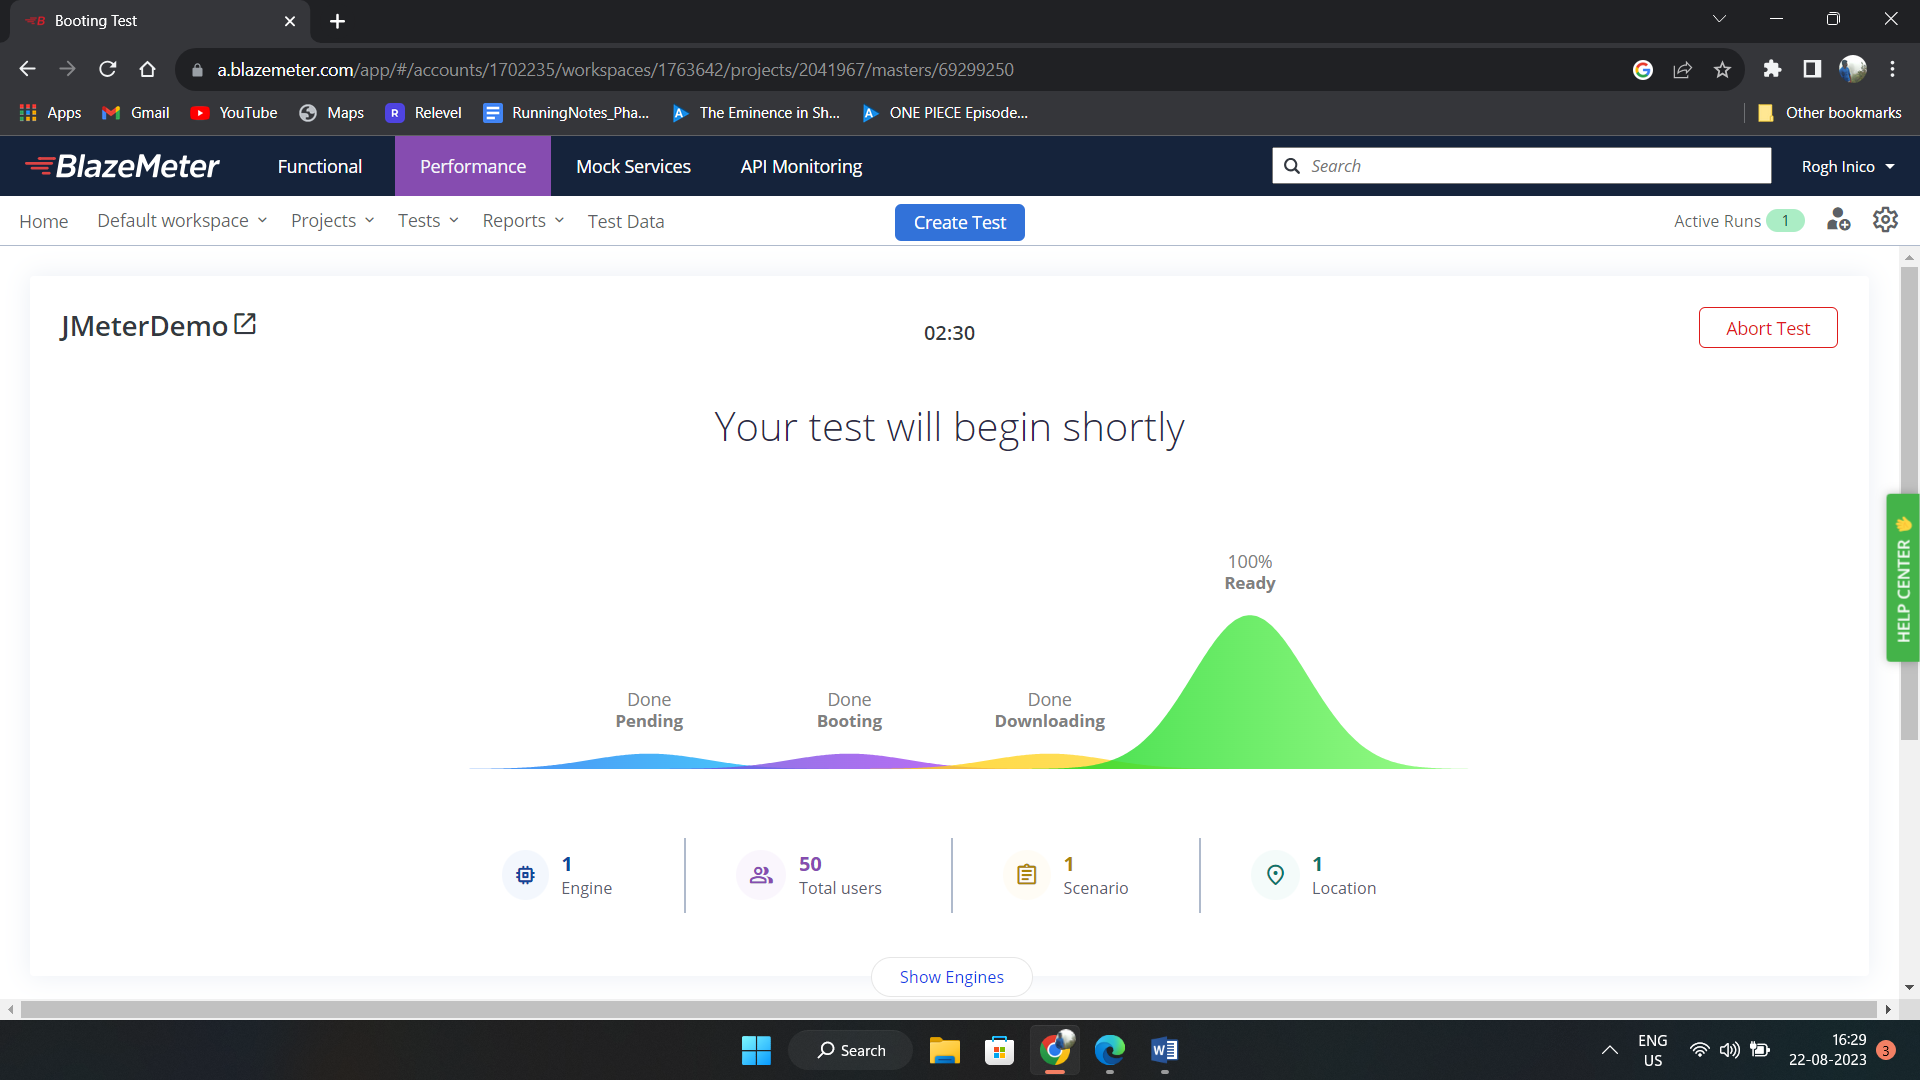 Booting Test
a.blazemeter.com/app/#/accounts/1702235/workspaces/1763642/projects/2041967/masters/69299250
Apps Gmail YouTube Maps R Relevel RunningNotes_Pha... The Eminence in Sh... ONE PIECE Episode... Other bookmarks
BlazeMeter Functional Performance Mock Services API Monitoring Search Rogh Inico
Home Default workspace Projects Tests Reports Test Data Create Test Active Runs 1
JMeterDemo 02:30 Abort Test
Your test will begin shortly
100%
Ready
Done Done Done
Pending Booting Downloading
HELP CENTER
1 50 1 1
Engine Total users Scenario Location
Show Engines
Search
ENG
US
16:29
22-08-2023
3